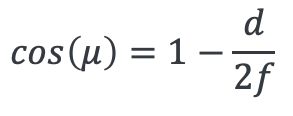 cos(μ) = 1 − d/2f